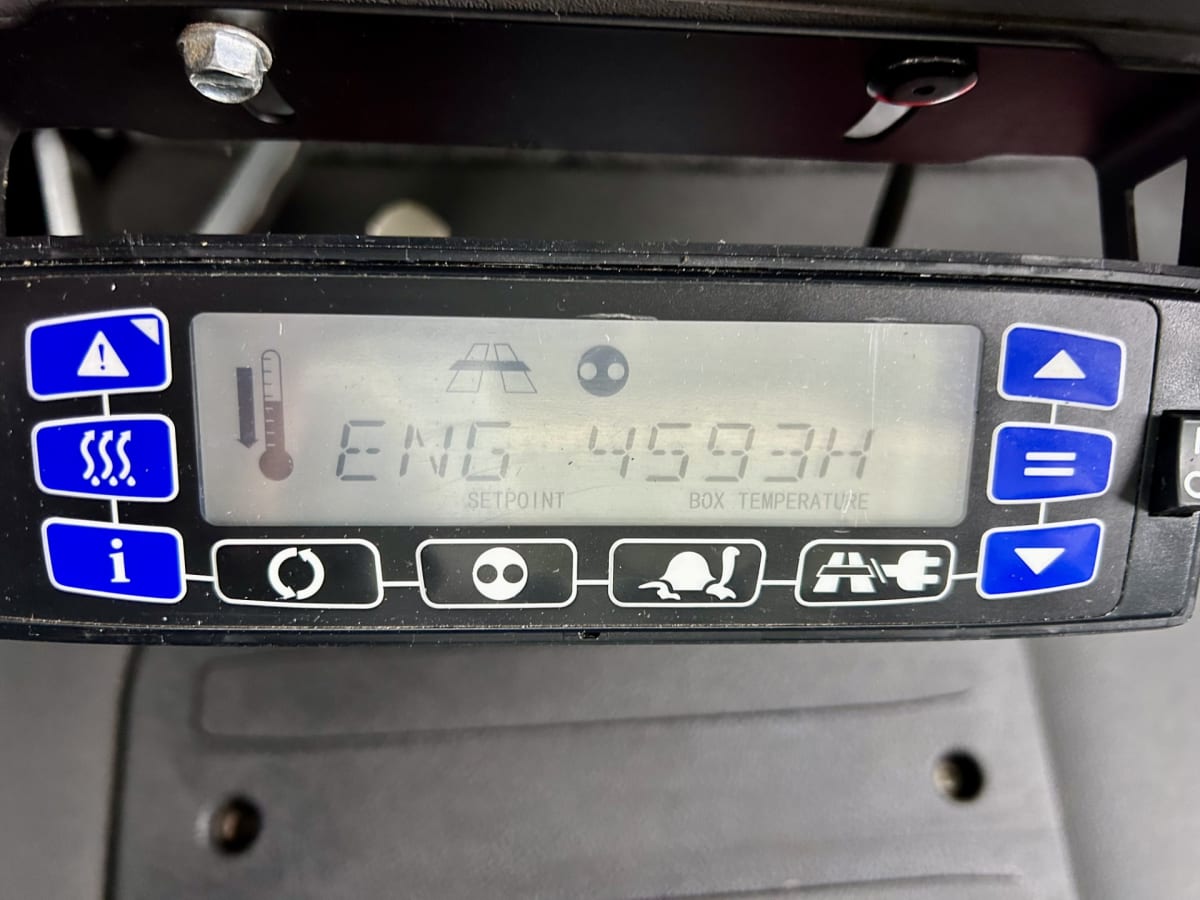 ENG 4593H
SETPOINT BOX TEMPERATURE
i